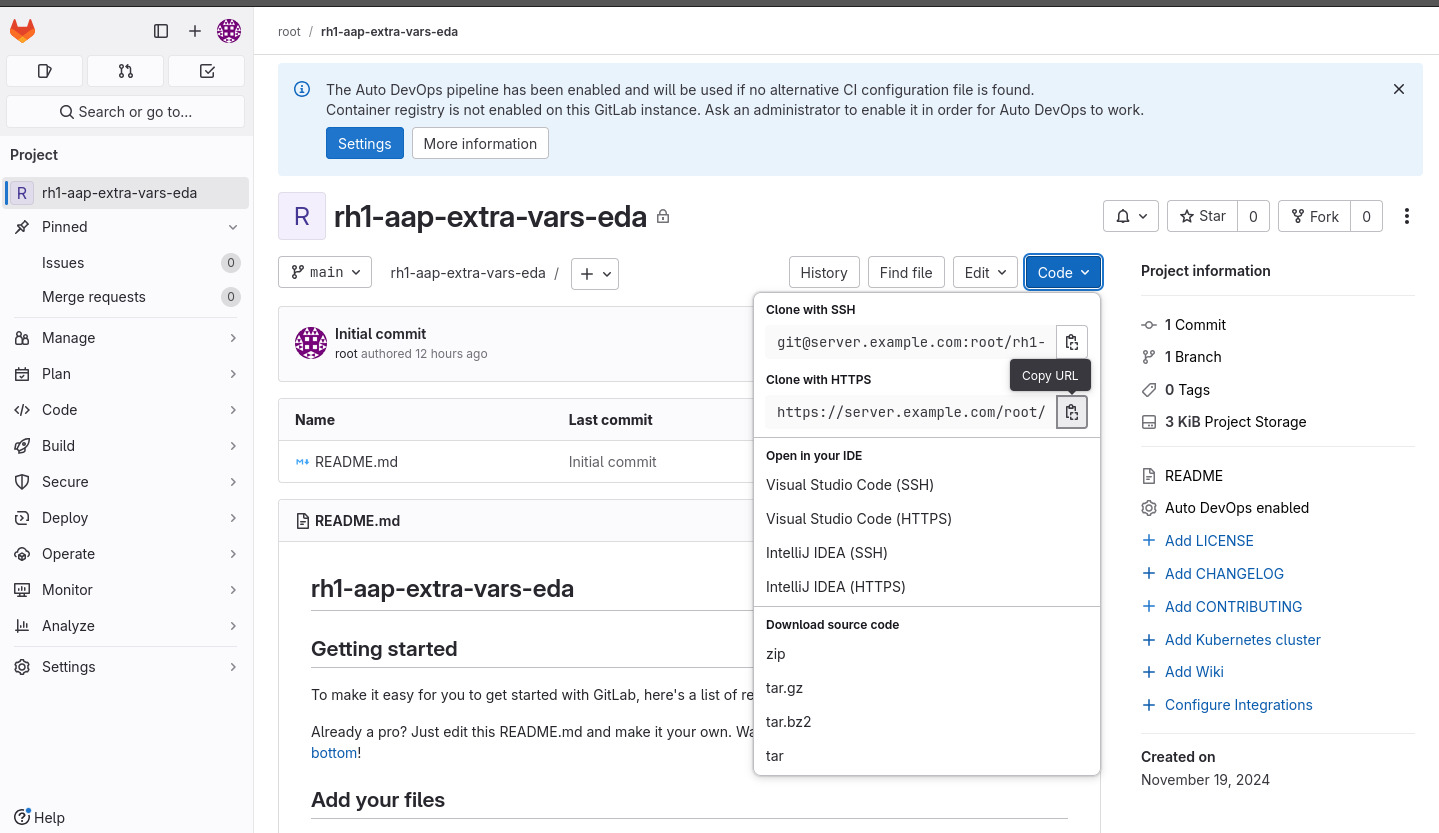 root / rh1-aap-extra-vars-eda
Search or go to...
Project
R rh1-aap-extra-vars-eda
Pinned
Issues 0
Merge requests 0
Manage
Plan
Code
Build
Secure
Deploy
Operate
Monitor
Analyze
Settings
Help
The Auto DevOps pipeline has been enabled and will be used if no alternative CI configuration file is found.
Container registry is not enabled on this GitLab instance. Ask an administrator to enable it in order for Auto DevOps to work.
Settings More information
R rh1-aap-extra-vars-eda
Star 0 Fork 0
main rh1-aap-extra-vars-eda / History Find file Edit Code
Initial commit
root authored 12 hours ago
Name Last commit
README.md Initial commit
README.md
rh1-aap-extra-vars-eda
Getting started
To make it easy for you to get started with GitLab, here's a list of re
Already a pro? Just edit this README.md and make it your own. Wa
bottom!
Add your files
Clone with SSH
git@server.example.com:root/rh1-
Copy URL
Clone with HTTPS
https://server.example.com/root/
Open in your IDE
Visual Studio Code (SSH)
Visual Studio Code (HTTPS)
IntelliJ IDEA (SSH)
IntelliJ IDEA (HTTPS)
Download source code
zip
tar.gz
tar.bz2
tar
Project information
1 Commit
1 Branch
0 Tags
3 KiB Project Storage
README
Auto DevOps enabled
Add LICENSE
Add CHANGELOG
Add CONTRIBUTING
Add Kubernetes cluster
Add Wiki
Configure Integrations
Created on
November 19, 2024